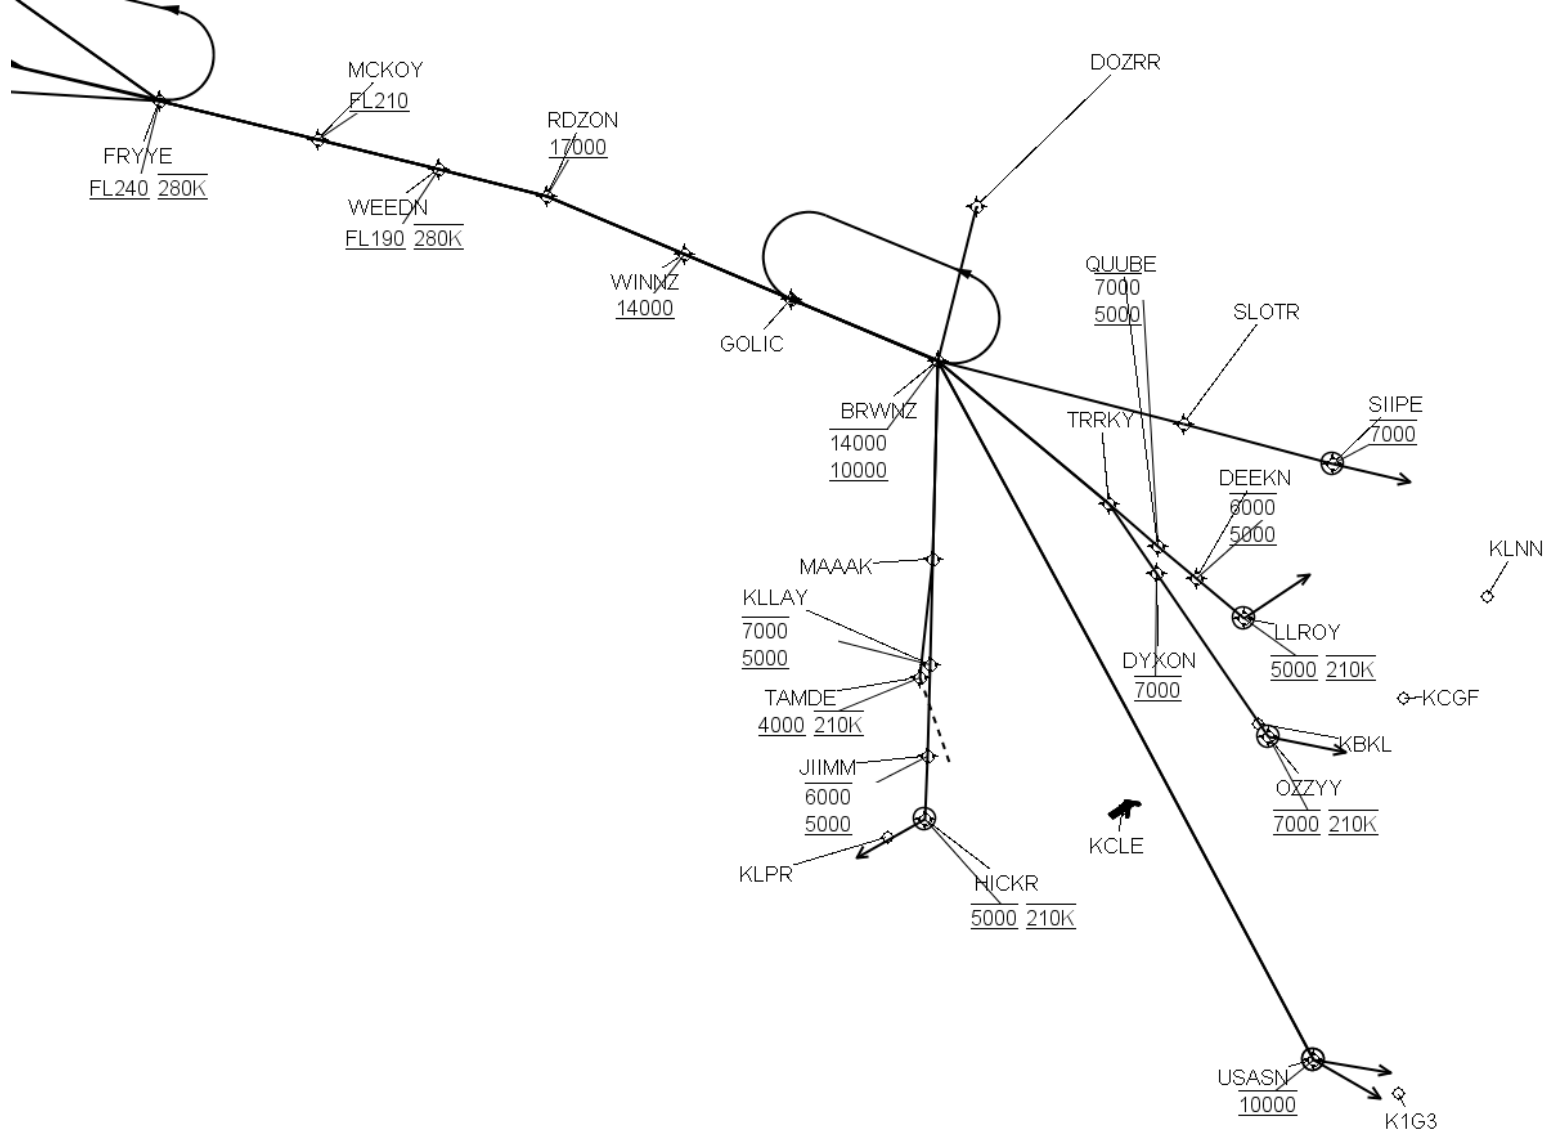 DOZRR
MCKOY
FL210
RDZON
17000
FRYYE
FL240 280K
WEEDN
FL190 280K
WINNZ
14000
GOLIC
QUUBE
7000
5000
SLOTR
BRWNZ
14000
10000
TRRKY
SIIPE
7000
DEEKN
6000
5000
KLNN
MAAAK
KLLAY
7000
5000
LLROY
5000 210K
DYXON
7000
TAMDE
4000 210K
KCGF
KBKL
JIIMM
6000
5000
OZZYY
7000 210K
KCLE
KLPR
HICKR
5000 210K
USASN
10000
K1G3